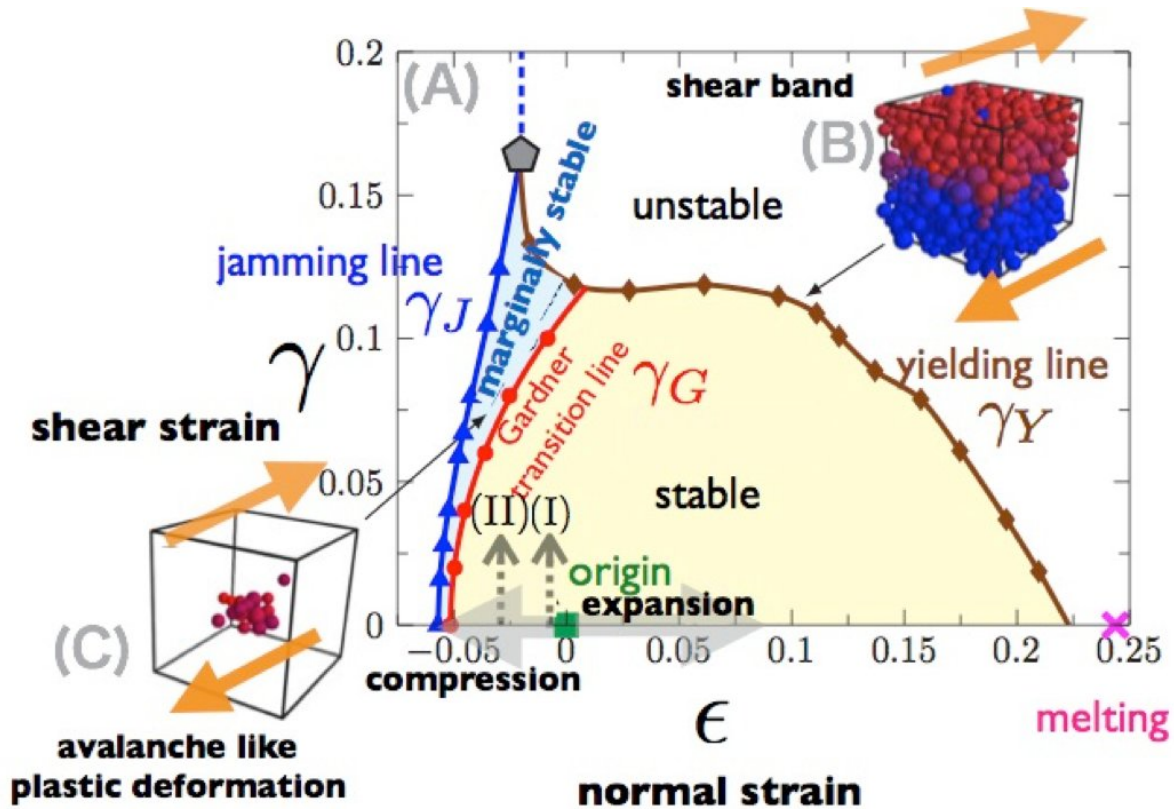 0.2
(A)
shear band
(B)
marginally stable
0.15
unstable
jamming line
γJ
0.1
γ
Gardner
transition line
γG
yielding line
γY
shear strain
0.05
stable
(II)
(I)
origin
expansion
(C)
0
−0.05
0
0.05
0.1
0.15
0.2
0.25
compression
ϵ
melting
avalanche like
plastic deformation
normal strain